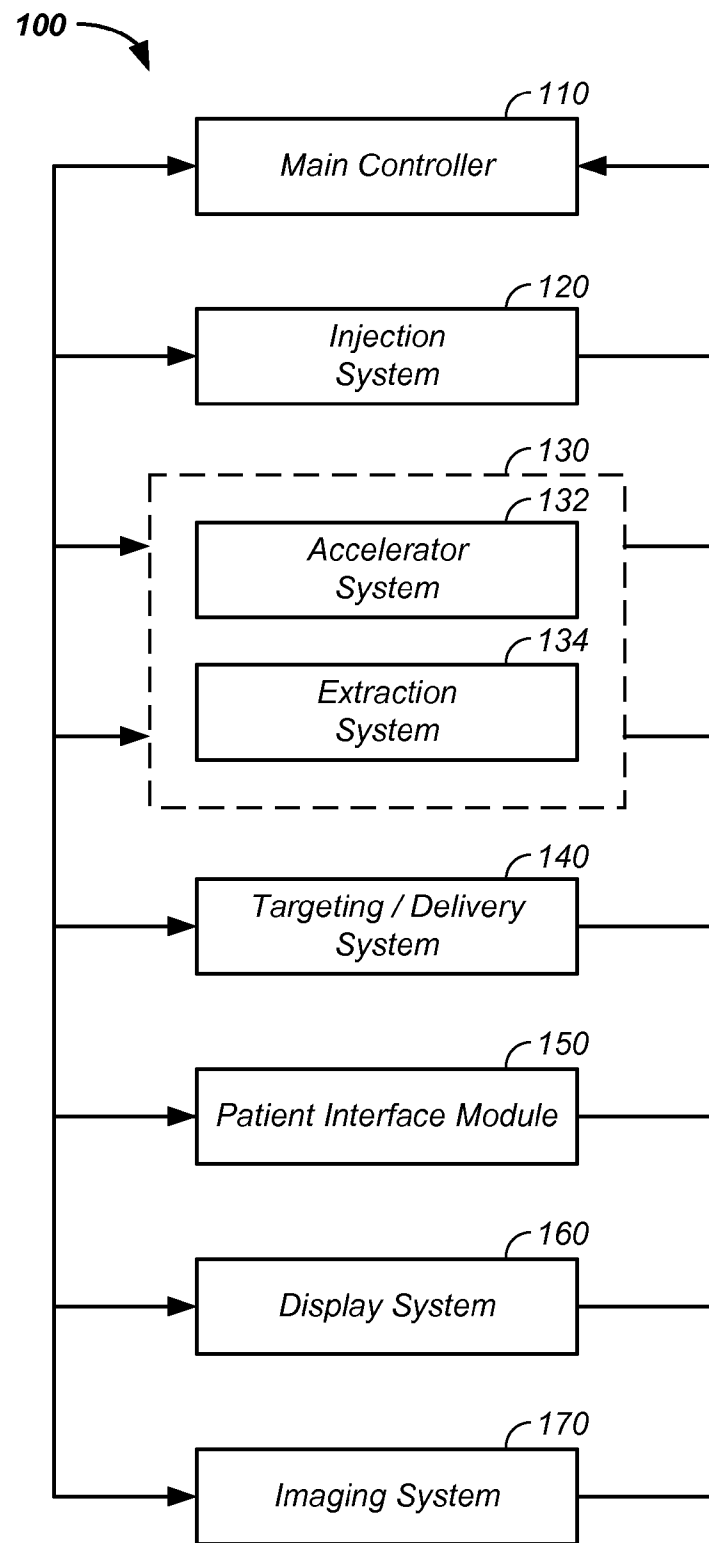 100
110
Main Controller
120
Injection
System
130
132
Accelerator
System
134
Extraction
System
140
Targeting / Delivery
System
150
Patient Interface Module
160
Display System
170
Imaging System